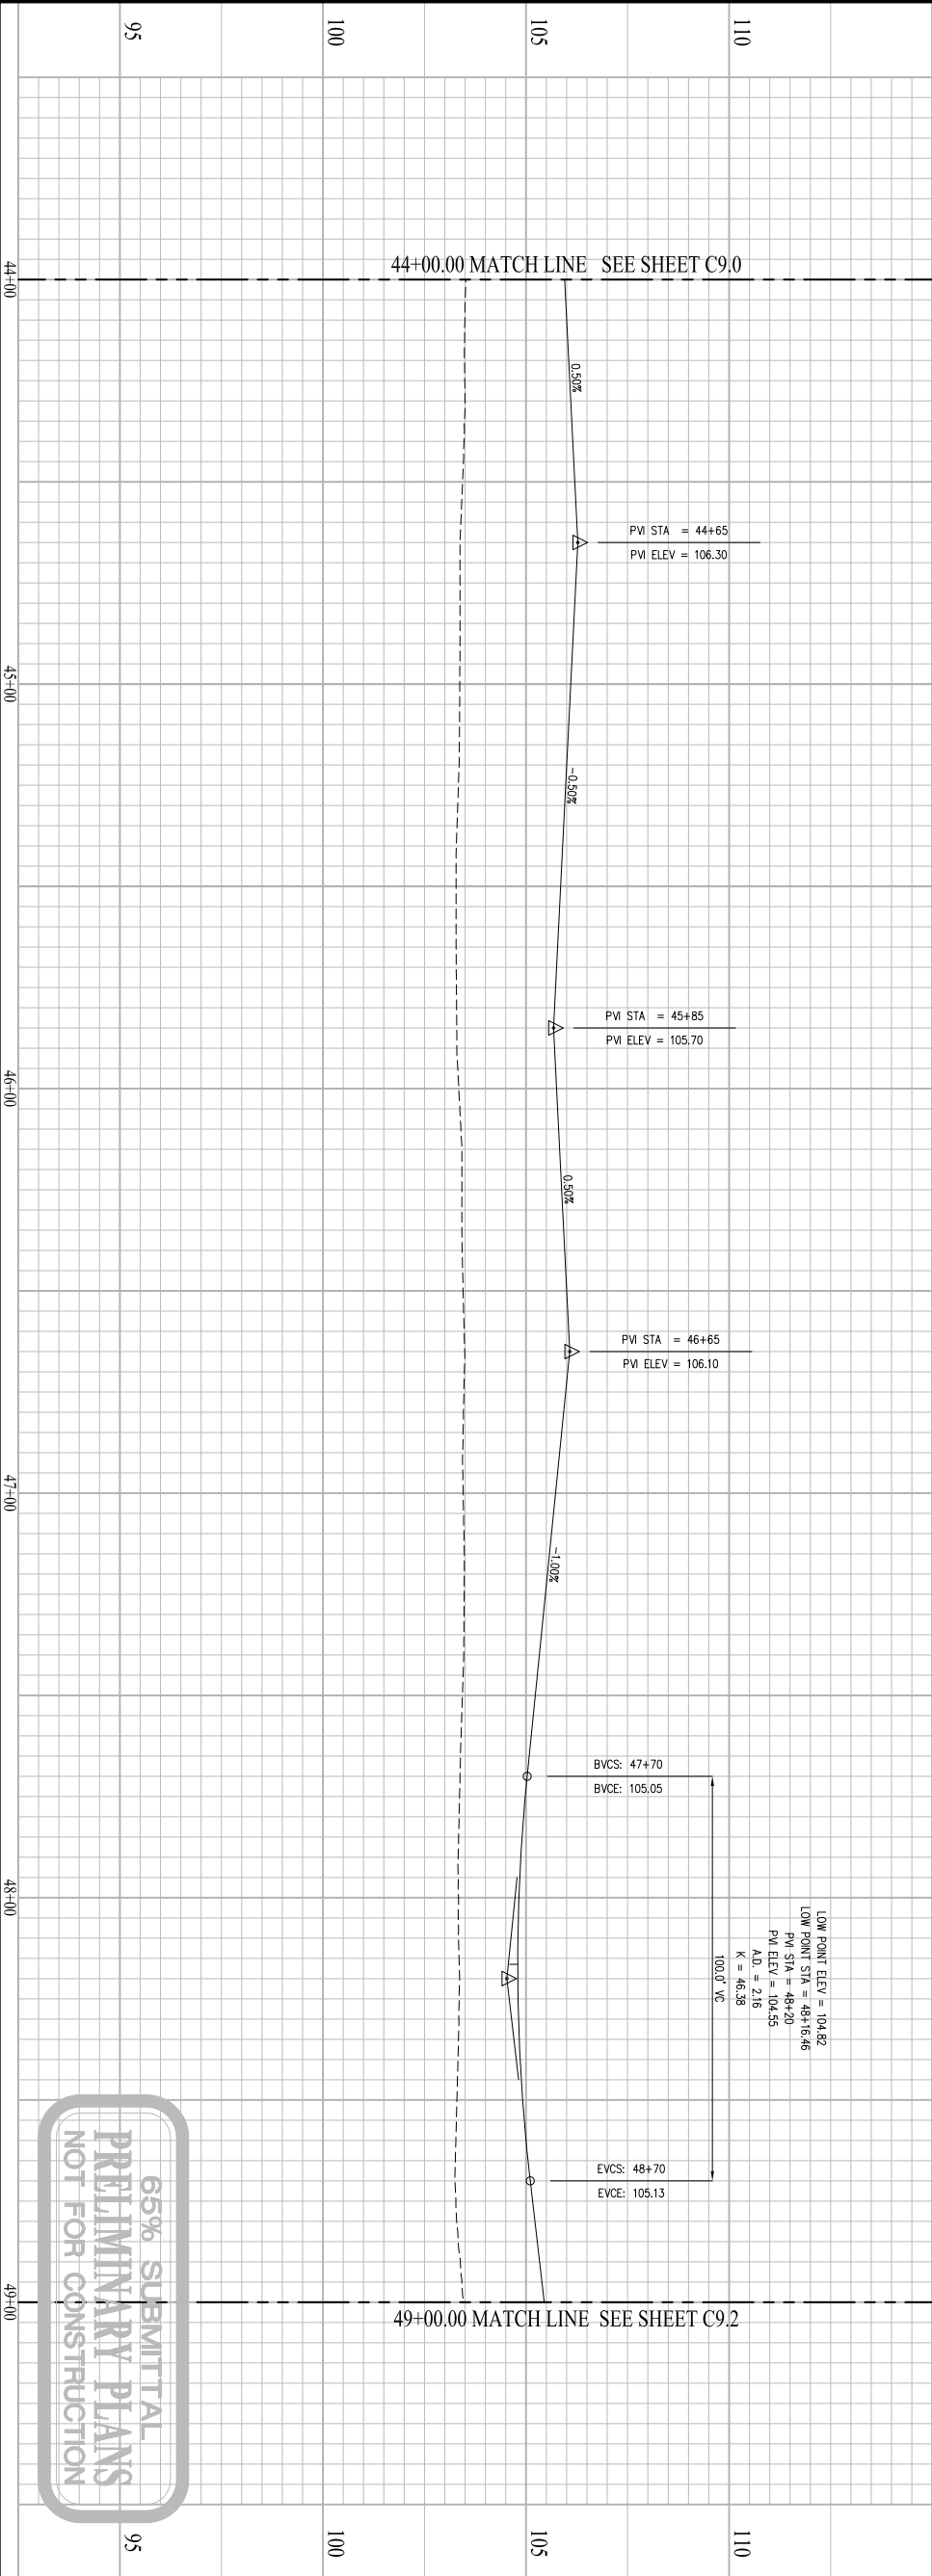 95
100
105
110
44+00.00 MATCH LINE SEE SHEET C9.0
44+00
0.50%
PVI STA = 44+65
PVI ELEV = 106.30
45+00
-0.50%
PVI STA = 45+85
PVI ELEV = 105.70
46+00
0.50%
PVI STA = 46+65
PVI ELEV = 106.10
47+00
-1.00%
BVCS: 47+70
BVCE: 105.05
48+00
LOW POINT ELEV = 104.82
LOW POINT STA = 48+16.46
PVI STA = 48+20
PVI ELEV = 104.55
A.D. = 2.16
K = 46.38
100.0' VC
EVCS: 48+70
EVCE: 105.13
49+00
49+00.00 MATCH LINE SEE SHEET C9.2
65% SUBMITTAL
PRELIMINARY PLANS
NOT FOR CONSTRUCTION
95
100
105
110